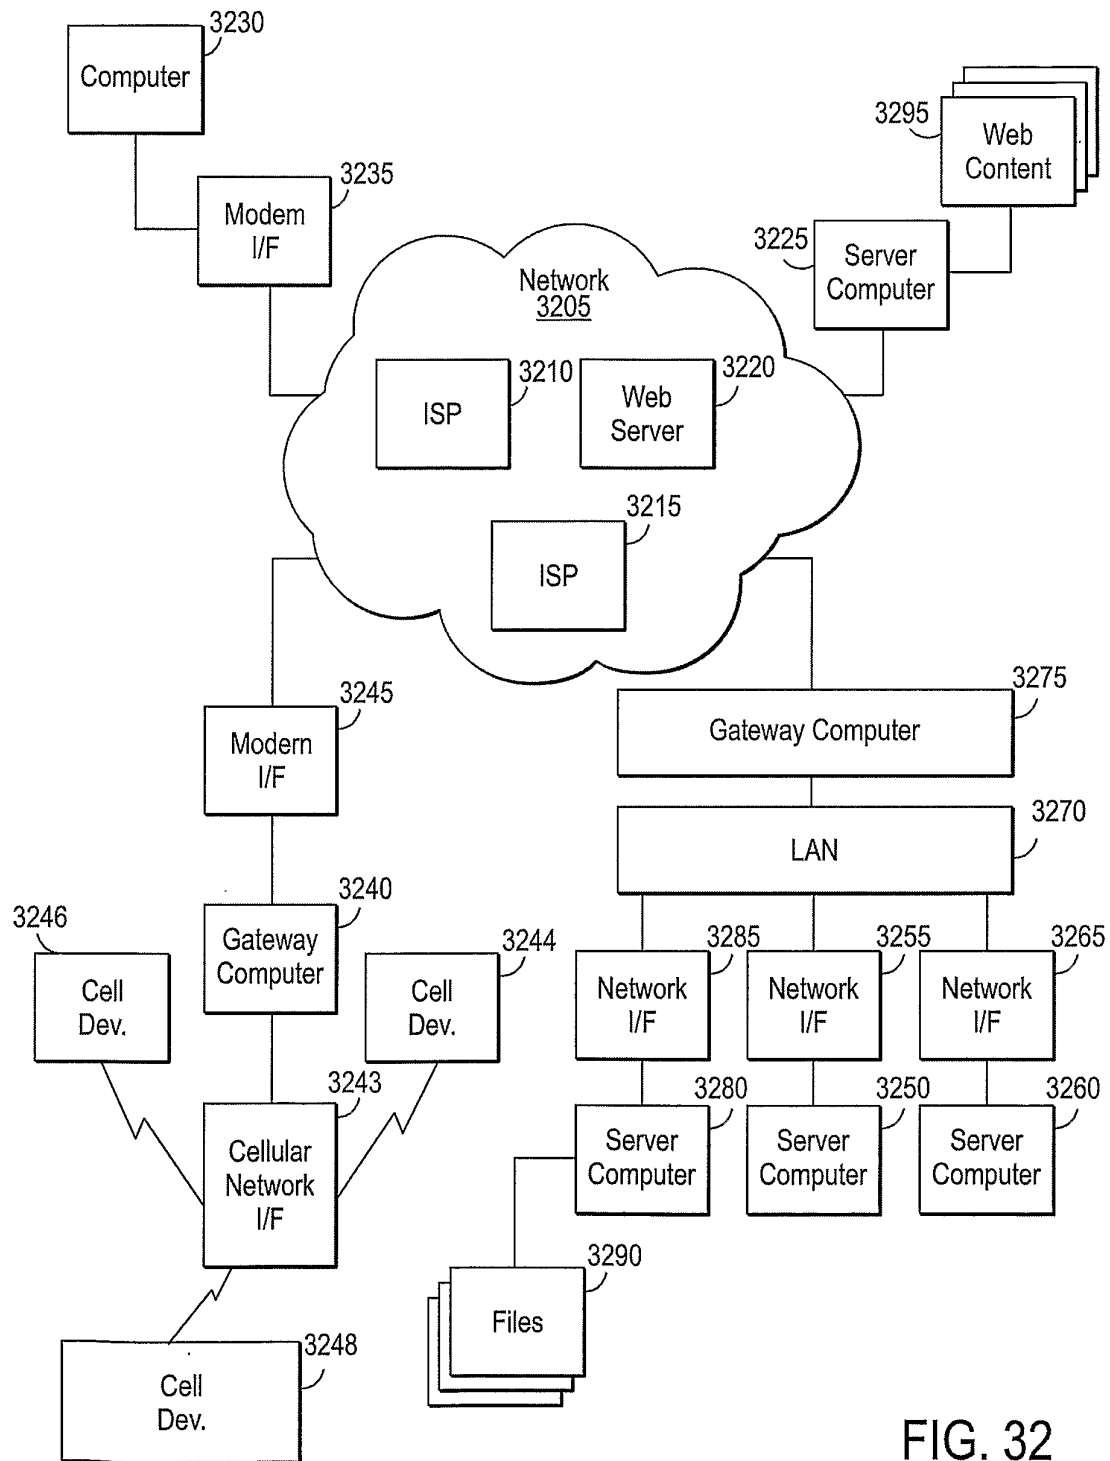 3230
Computer
3235
Modem
I/F
3295
Web
Content
3225
Server
Computer
Network
3205
3210
ISP
3220
Web
Server
3215
ISP
3245
Modern
I/F
3240
Gateway
Computer
3246
Cell
Dev.
3244
Cell
Dev.
3243
Cellular
Network
I/F
3248
Cell
Dev.
3275
Gateway Computer
3270
LAN
3285
Network
I/F
3255
Network
I/F
3265
Network
I/F
3280
Server
Computer
3250
Server
Computer
3260
Server
Computer
3290
Files
FIG. 32